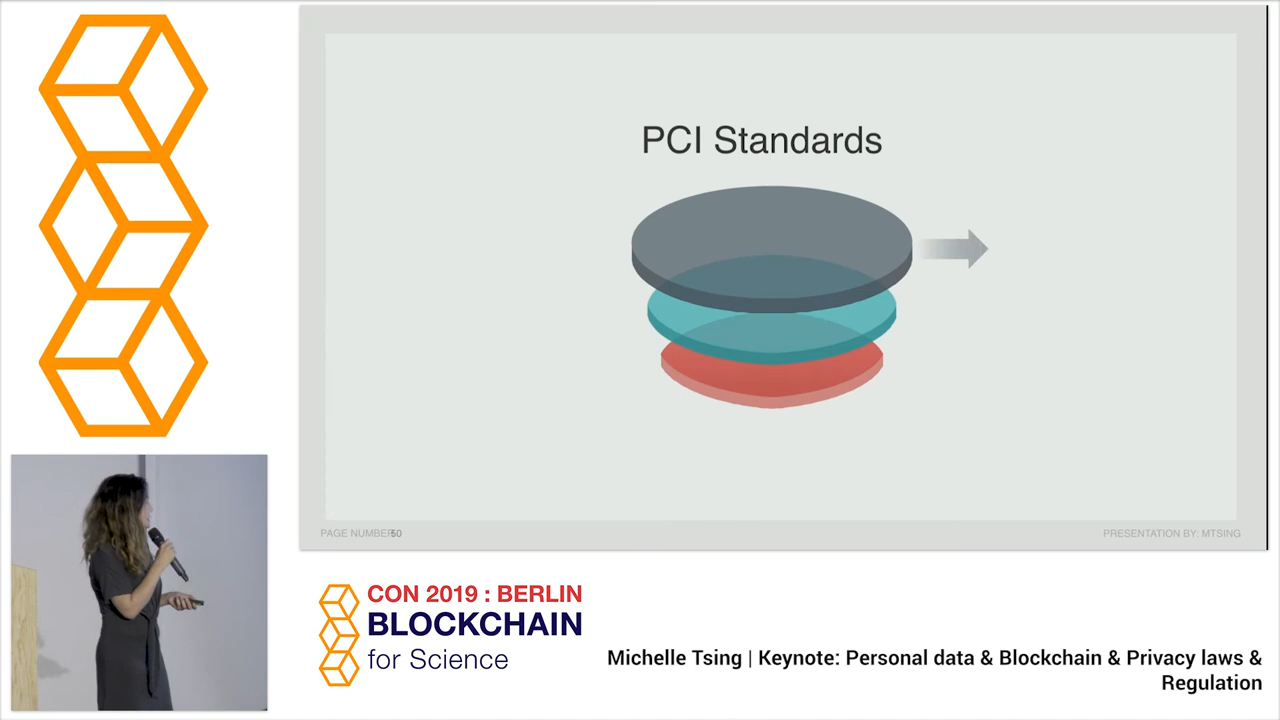 PCI Standards
PAGE NUMBER50
PRESENTATION BY: MTSING
CON 2019 : BERLIN
BLOCKCHAIN
for Science
Michelle Tsing | Keynote: Personal data & Blockchain & Privacy laws &
Regulation